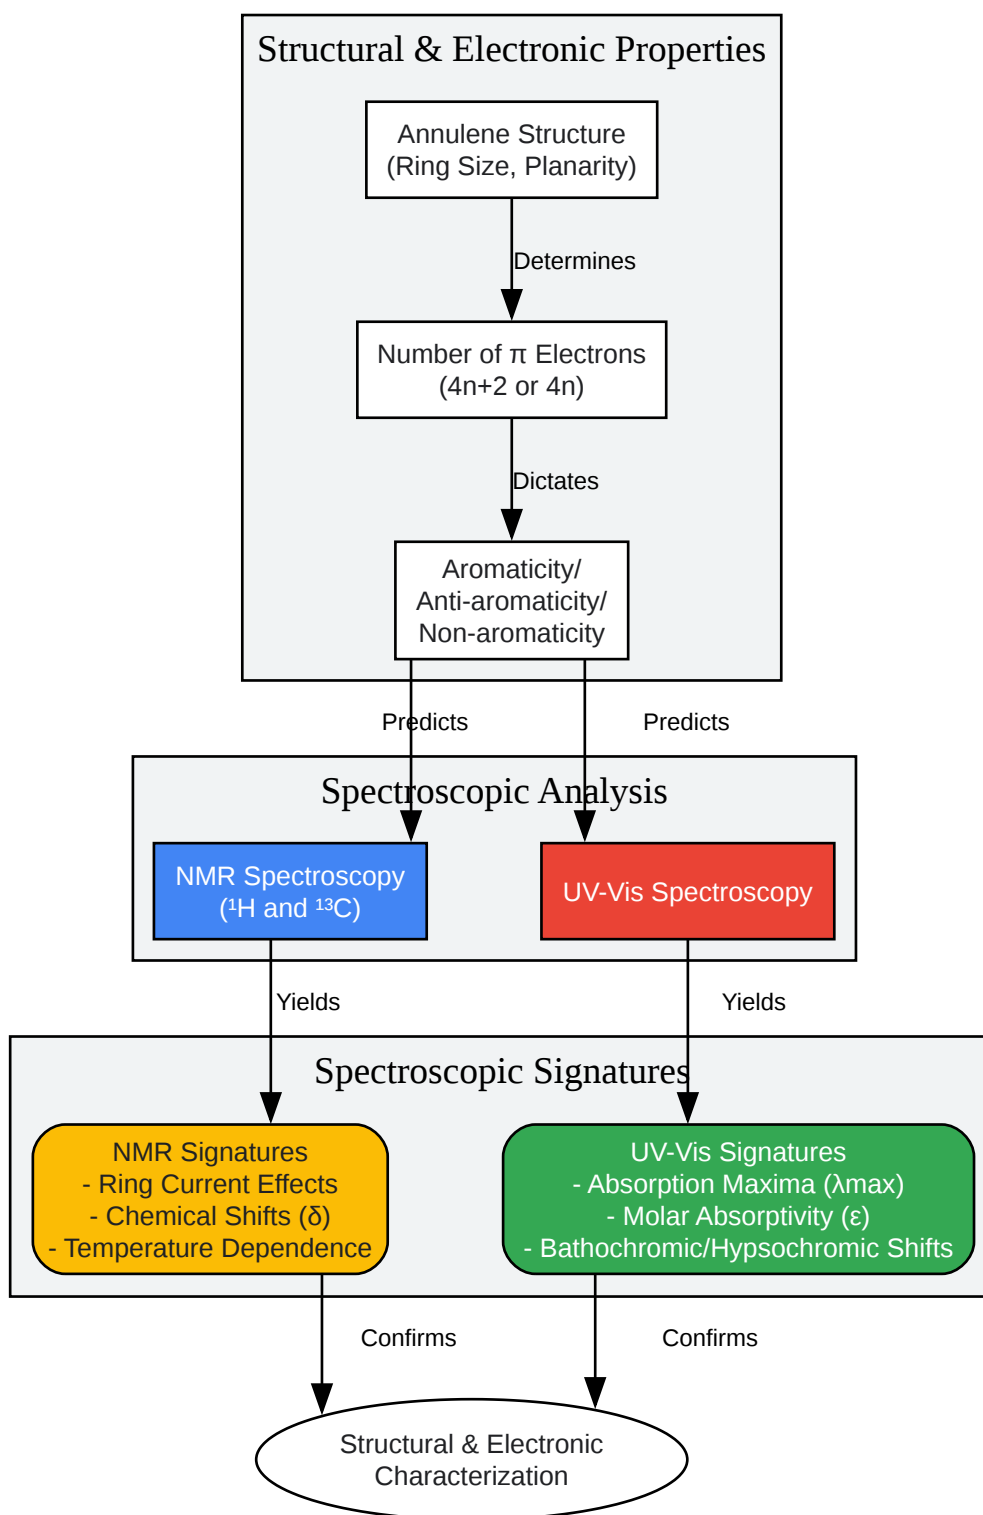 Structural & Electronic Properties
Annulene Structure
(Ring Size, Planarity)
Determines
Number of π Electrons
(4n+2 or 4n)
Dictates
Aromaticity/
Anti-aromaticity/
Non-aromaticity
Predicts
Predicts
Spectroscopic Analysis
NMR Spectroscopy
(¹H and ¹³C)
UV-Vis Spectroscopy
Yields
Yields
Spectroscopic Signatures
NMR Signatures
- Ring Current Effects
- Chemical Shifts (δ)
- Temperature Dependence
UV-Vis Signatures
- Absorption Maxima (λmax)
- Molar Absorptivity (ε)
- Bathochromic/Hypsochromic Shifts
Confirms
Confirms
Structural & Electronic
Characterization